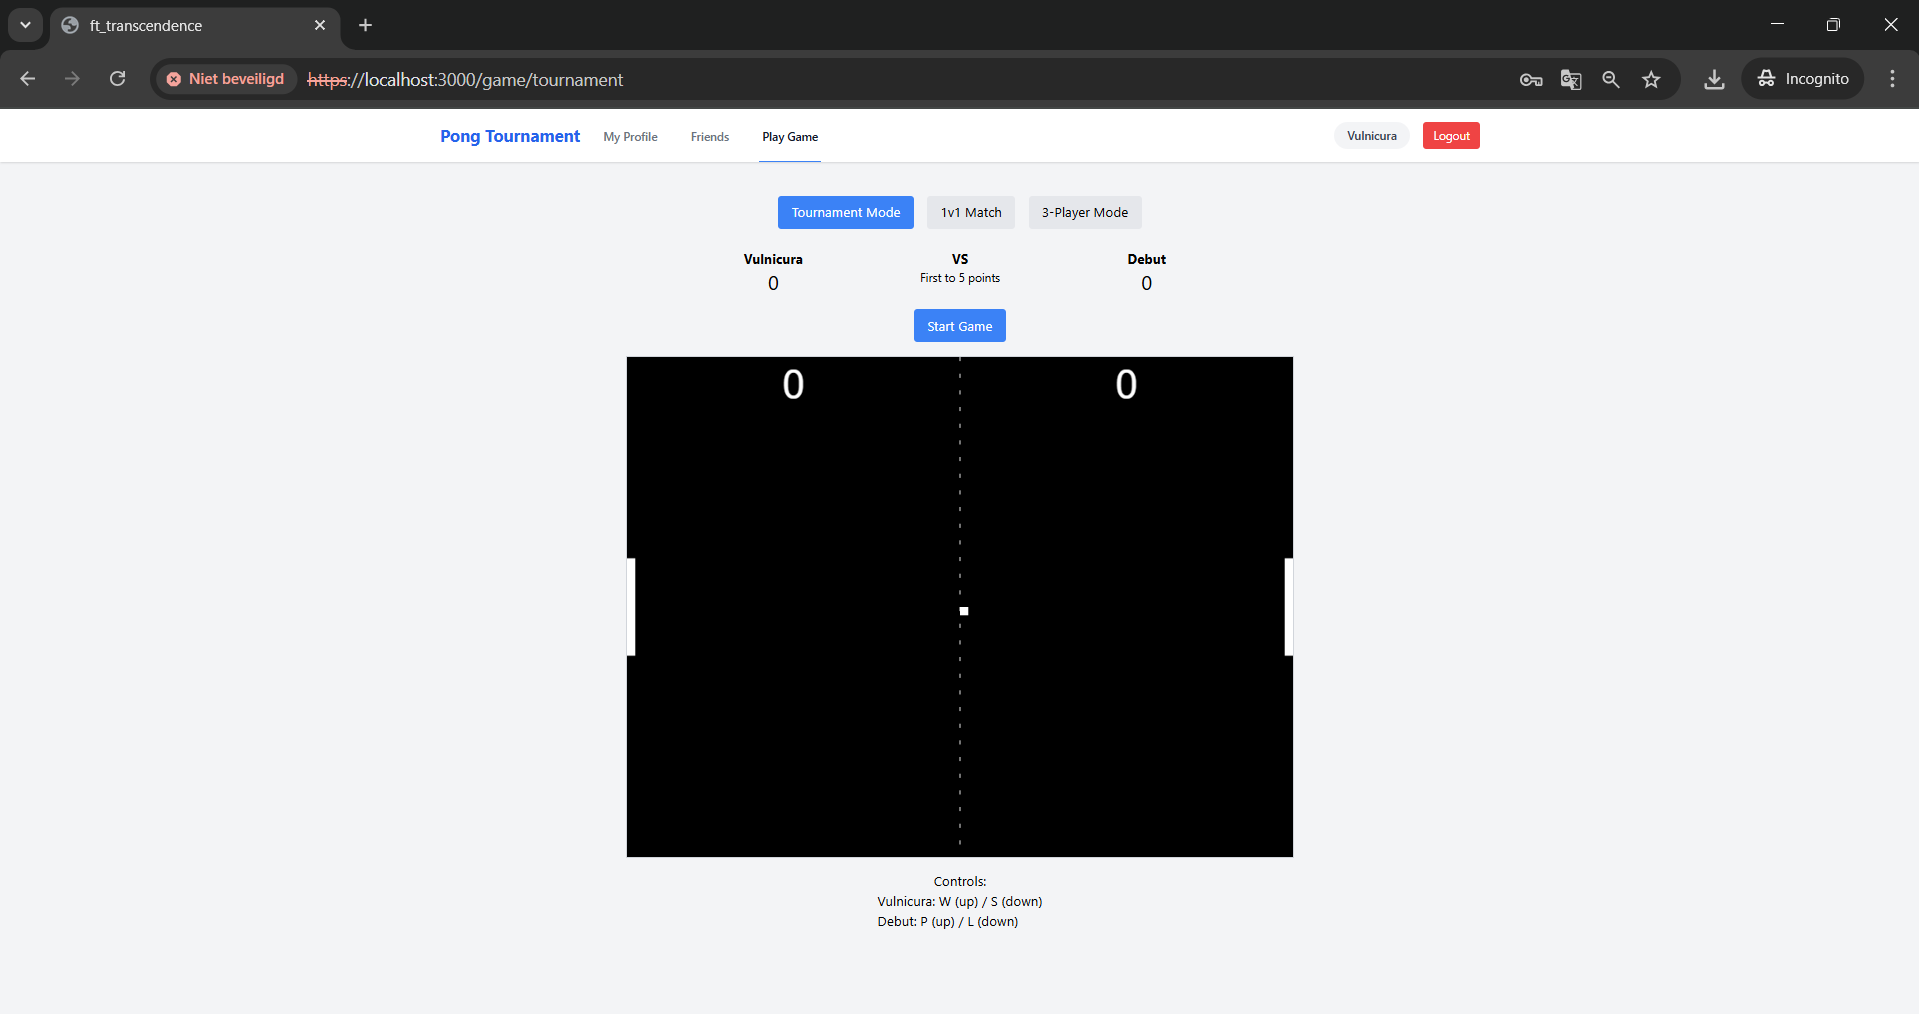 ft_transcendence
Niet beveiligd https://localhost:3000/game/tournament Incognito
Pong Tournament My Profile Friends Play Game Vulnicura Logout
Tournament Mode 1v1 Match 3-Player Mode
Vulnicura VS Debut
0 First to 5 points 0
Start Game
0 0
Controls:
Vulnicura: W (up) / S (down)
Debut: P (up) / L (down)